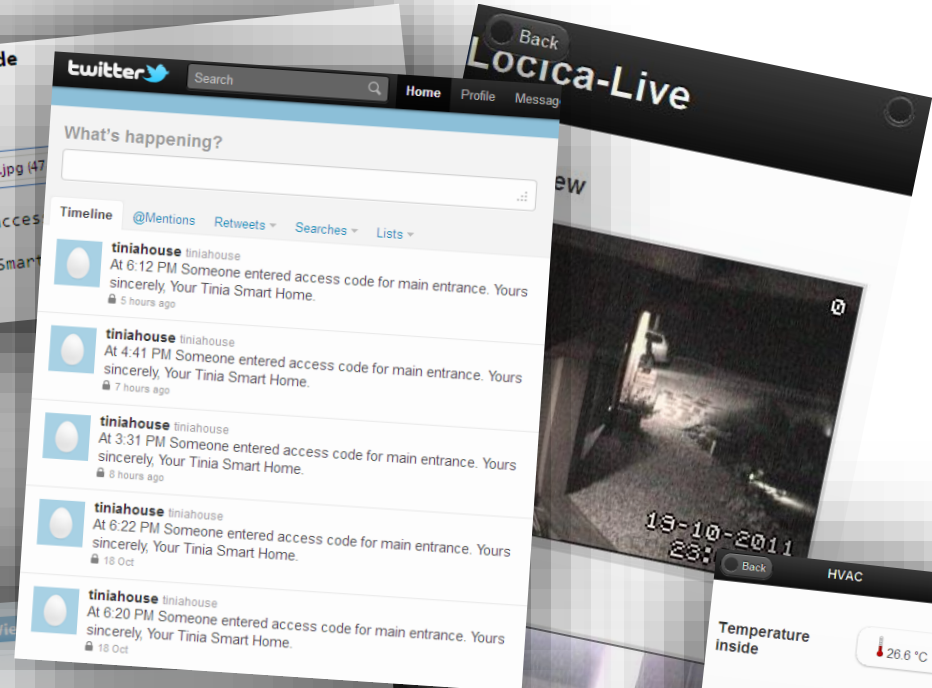 de
.jpg (47
acces
Smart
twitter
Search
Home
Profile
Messag
What's happening?
Timeline
@Mentions
Retweets
Searches
Lists
tiniahouse tiniahouse
At 6:12 PM Someone entered access code for main entrance. Yours
sincerely, Your Tinia Smart Home.
5 hours ago
tiniahouse tiniahouse
At 4:41 PM Someone entered access code for main entrance. Yours
sincerely, Your Tinia Smart Home.
7 hours ago
tiniahouse tiniahouse
At 3:31 PM Someone entered access code for main entrance. Yours
sincerely, Your Tinia Smart Home.
8 hours ago
tiniahouse tiniahouse
At 6:22 PM Someone entered access code for main entrance. Yours
sincerely, Your Tinia Smart Home.
18 Oct
tiniahouse tiniahouse
At 6:20 PM Someone entered access code for main entrance. Yours
sincerely, Your Tinia Smart Home.
18 Oct
Back
Locica-Live
ew
0
19-10-2011
23:
Back
HVAC
Temperature
inside
26.6 °C